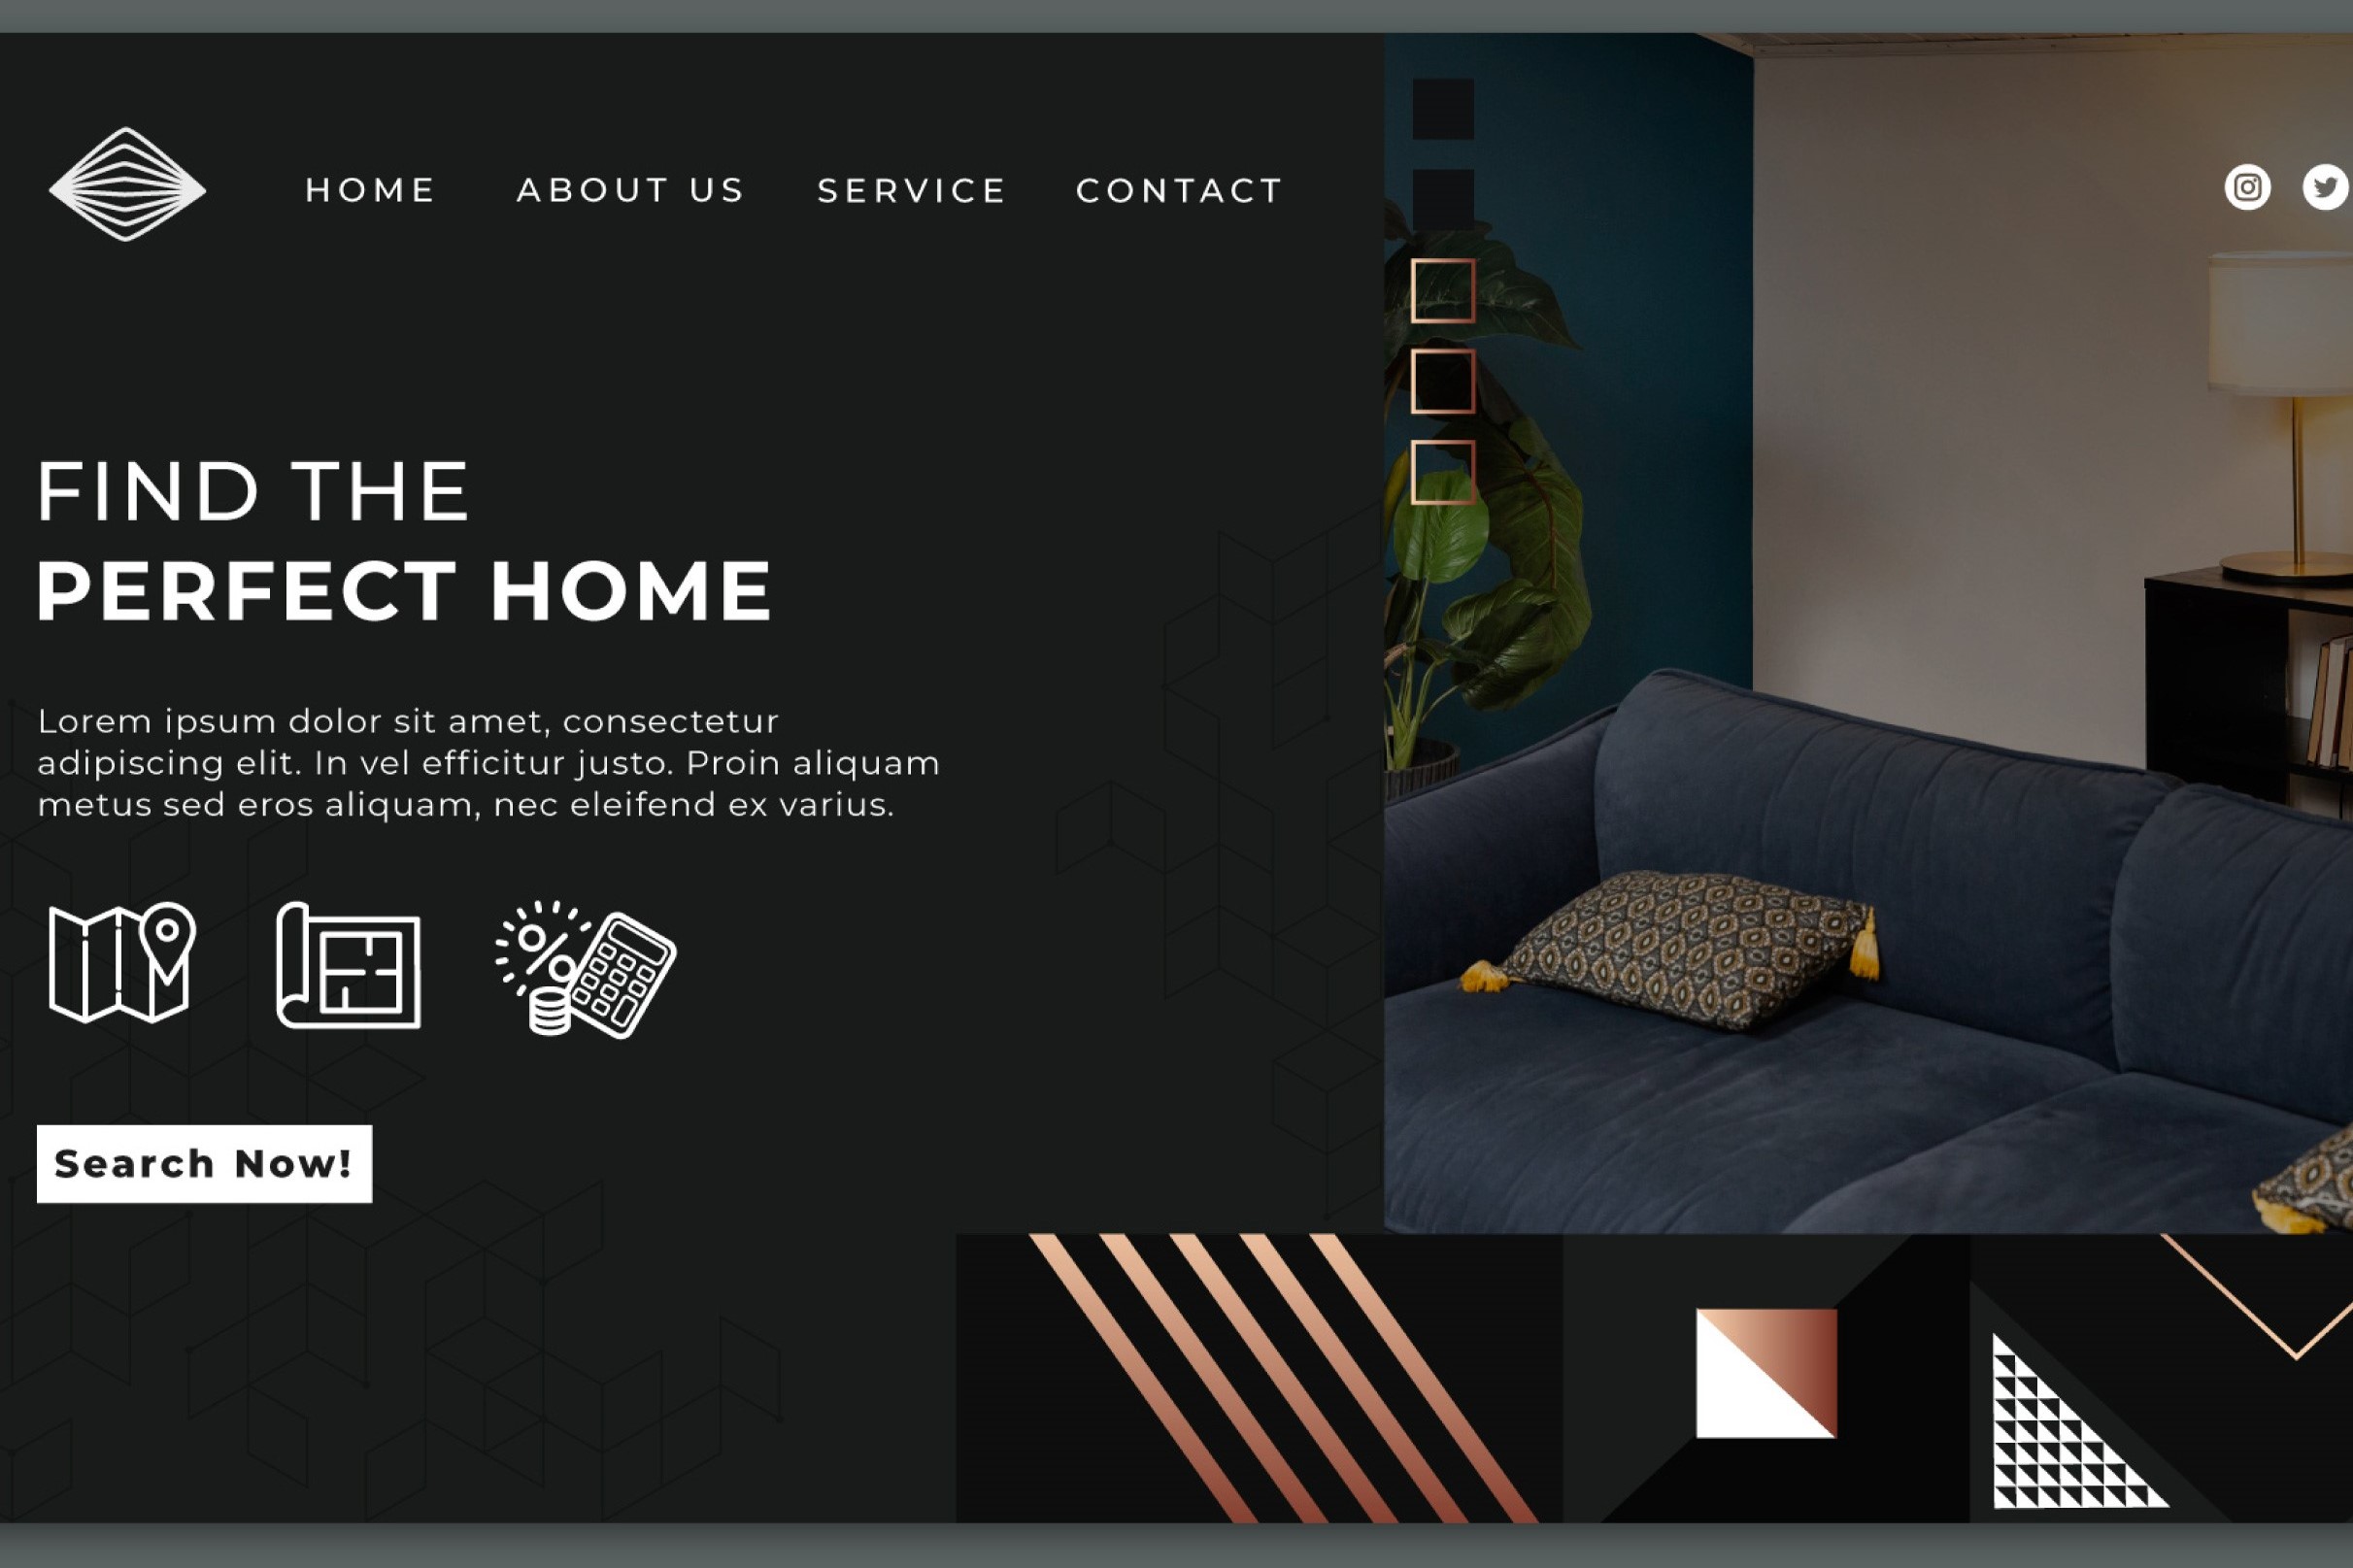 HOME ABOUT US SERVICE CONTACT
FIND THE
PERFECT HOME
Lorem ipsum dolor sit amet, consectetur
adipiscing elit. In vel efficitur justo. Proin aliquam
metus sed eros aliquam, nec eleifend ex varius.
Search Now!